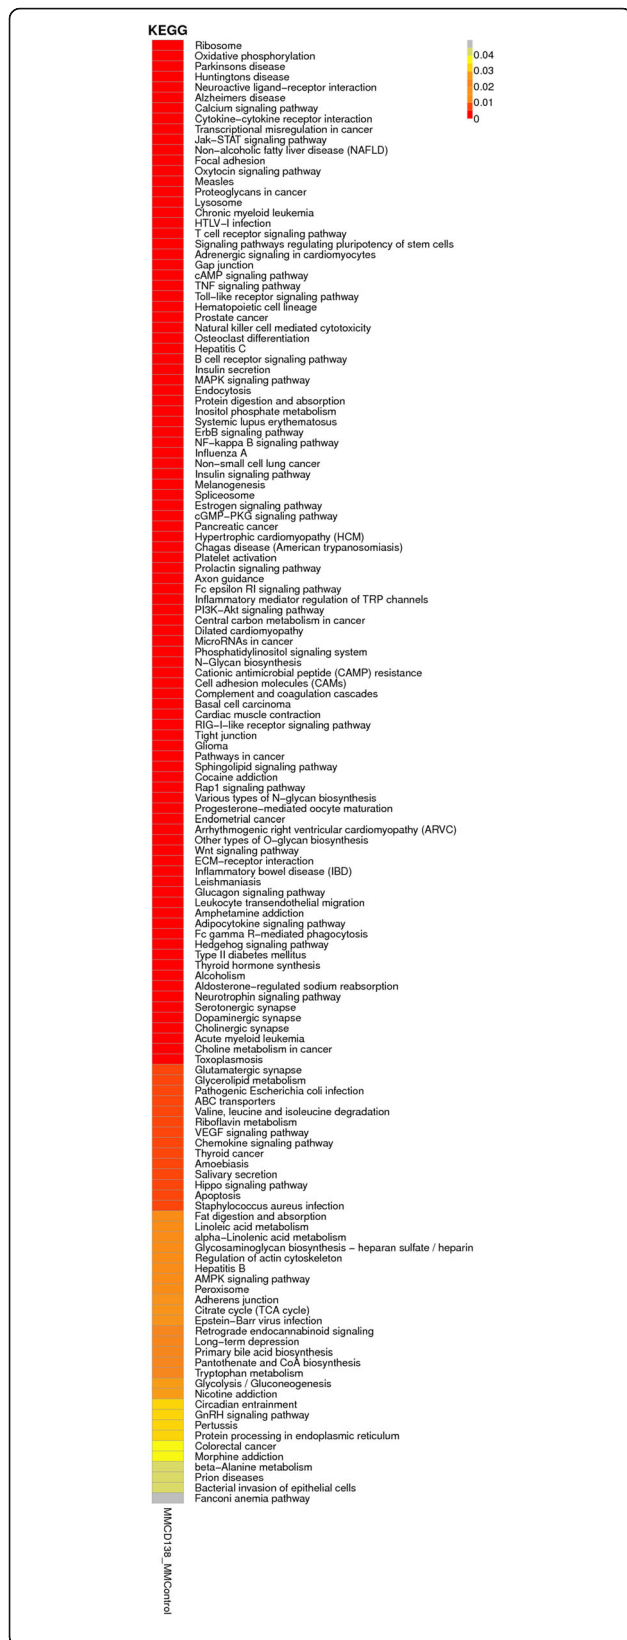 KEGG
Ribosome
Oxidative phosphorylation
Parkinsons disease
Huntingtons disease
Neuroactive ligand−receptor interaction
Alzheimers disease
Calcium signaling pathway
Cytokine−cytokine receptor interaction
Transcriptional misregulation in cancer
Jak−STAT signaling pathway
Non−alcoholic fatty liver disease (NAFLD)
Focal adhesion
Oxytocin signaling pathway
Measles
Proteoglycans in cancer
Lysosome
Chronic myeloid leukemia
HTLV−I infection
T cell receptor signaling pathway
Signaling pathways regulating pluripotency of stem cells
Adrenergic signaling in cardiomyocytes
Gap junction
cAMP signaling pathway
TNF signaling pathway
Toll−like receptor signaling pathway
Hematopoietic cell lineage
Prostate cancer
Natural killer cell mediated cytotoxicity
Osteoclast differentiation
Hepatitis C
B cell receptor signaling pathway
Insulin secretion
MAPK signaling pathway
Endocytosis
Protein digestion and absorption
Inositol phosphate metabolism
Systemic lupus erythematosus
ErbB signaling pathway
NF−kappa B signaling pathway
Influenza A
Non−small cell lung cancer
Insulin signaling pathway
Melanogenesis
Spliceosome
Estrogen signaling pathway
cGMP−PKG signaling pathway
Pancreatic cancer
Hypertrophic cardiomyopathy (HCM)
Chagas disease (American trypanosomiasis)
Platelet activation
Prolactin signaling pathway
Axon guidance
Fc epsilon RI signaling pathway
Inflammatory mediator regulation of TRP channels
PI3K−Akt signaling pathway
Central carbon metabolism in cancer
Dilated cardiomyopathy
MicroRNAs in cancer
Phosphatidylinositol signaling system
N−Glycan biosynthesis
Cationic antimicrobial peptide (CAMP) resistance
Cell adhesion molecules (CAMs)
Complement and coagulation cascades
Basal cell carcinoma
Cardiac muscle contraction
RIG−I−like receptor signaling pathway
Tight junction
Glioma
Pathways in cancer
Sphingolipid signaling pathway
Cocaine addiction
Rap1 signaling pathway
Various types of N−glycan biosynthesis
Progesterone−mediated oocyte maturation
Endometrial cancer
Arrhythmogenic right ventricular cardiomyopathy (ARVC)
Other types of O−glycan biosynthesis
Wnt signaling pathway
ECM−receptor interaction
Inflammatory bowel disease (IBD)
Leishmaniasis
Glucagon signaling pathway
Leukocyte transendothelial migration
Amphetamine addiction
Adipocytokine signaling pathway
Fc gamma R−mediated phagocytosis
Hedgehog signaling pathway
Type II diabetes mellitus
Thyroid hormone synthesis
Alcoholism
Aldosterone−regulated sodium reabsorption
Neurotrophin signaling pathway
Serotonergic synapse
Dopaminergic synapse
Cholinergic synapse
Acute myeloid leukemia
Choline metabolism in cancer
Toxoplasmosis
Glutamatergic synapse
Glycerolipid metabolism
Pathogenic Escherichia coli infection
ABC transporters
Valine, leucine and isoleucine degradation
Riboflavin metabolism
VEGF signaling pathway
Chemokine signaling pathway
Thyroid cancer
Amoebiasis
Salivary secretion
Hippo signaling pathway
Apoptosis
Staphylococcus aureus infection
Fat digestion and absorption
Linoleic acid metabolism
alpha−Linolenic acid metabolism
Glycosaminoglycan biosynthesis − heparan sulfate / heparin
Regulation of actin cytoskeleton
Hepatitis B
AMPK signaling pathway
Peroxisome
Adherens junction
Citrate cycle (TCA cycle)
Epstein−Barr virus infection
Retrograde endocannabinoid signaling
Long−term depression
Primary bile acid biosynthesis
Pantothenate and CoA biosynthesis
Tryptophan metabolism
Glycolysis / Gluconeogenesis
Nicotine addiction
Circadian entrainment
GnRH signaling pathway
Pertussis
Protein processing in endoplasmic reticulum
Colorectal cancer
Morphine addiction
beta−Alanine metabolism
Prion diseases
Bacterial invasion of epithelial cells
Fanconi anemia pathway
MMCD138_MMControl
0.04
0.03
0.02
0.01
0